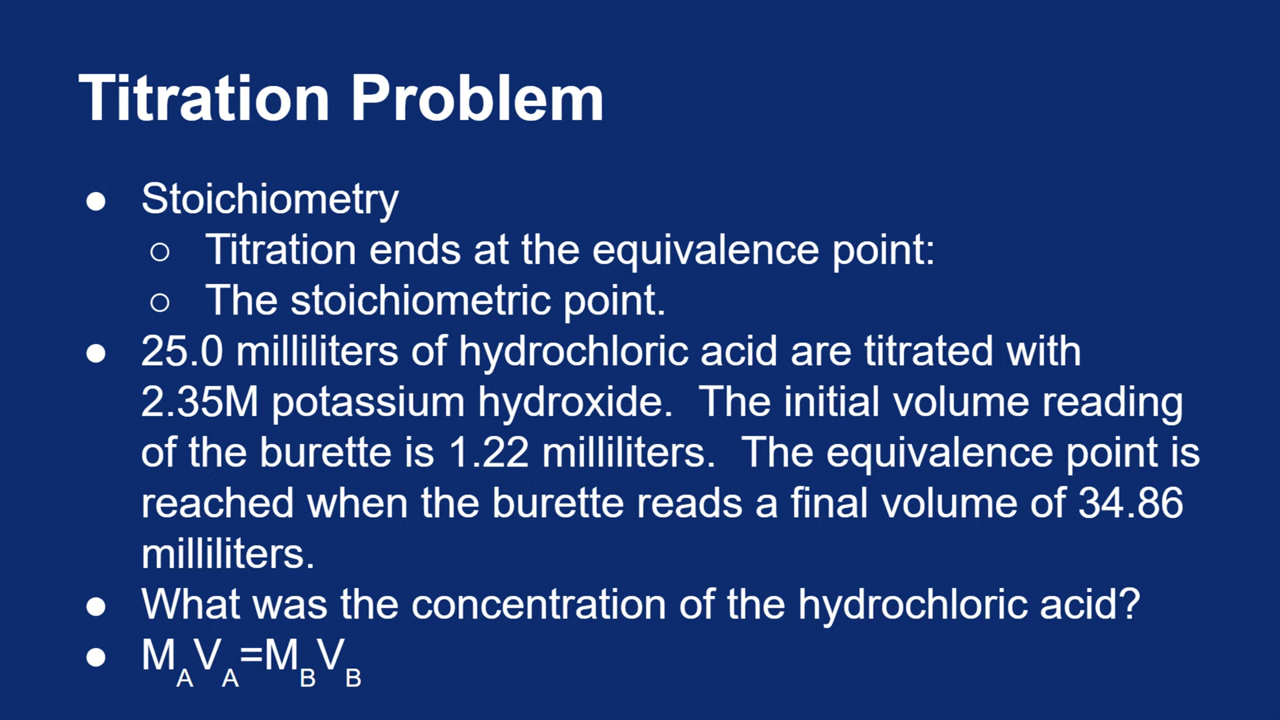 Titration Problem
● Stoichiometry
○ Titration ends at the equivalence point:
○ The stoichiometric point.
● 25.0 milliliters of hydrochloric acid are titrated with
2.35M potassium hydroxide.  The initial volume reading
of the burette is 1.22 milliliters.  The equivalence point is
reached when the burette reads a final volume of 34.86
milliliters.
● What was the concentration of the hydrochloric acid?
● M_AV_A=M_BV_B